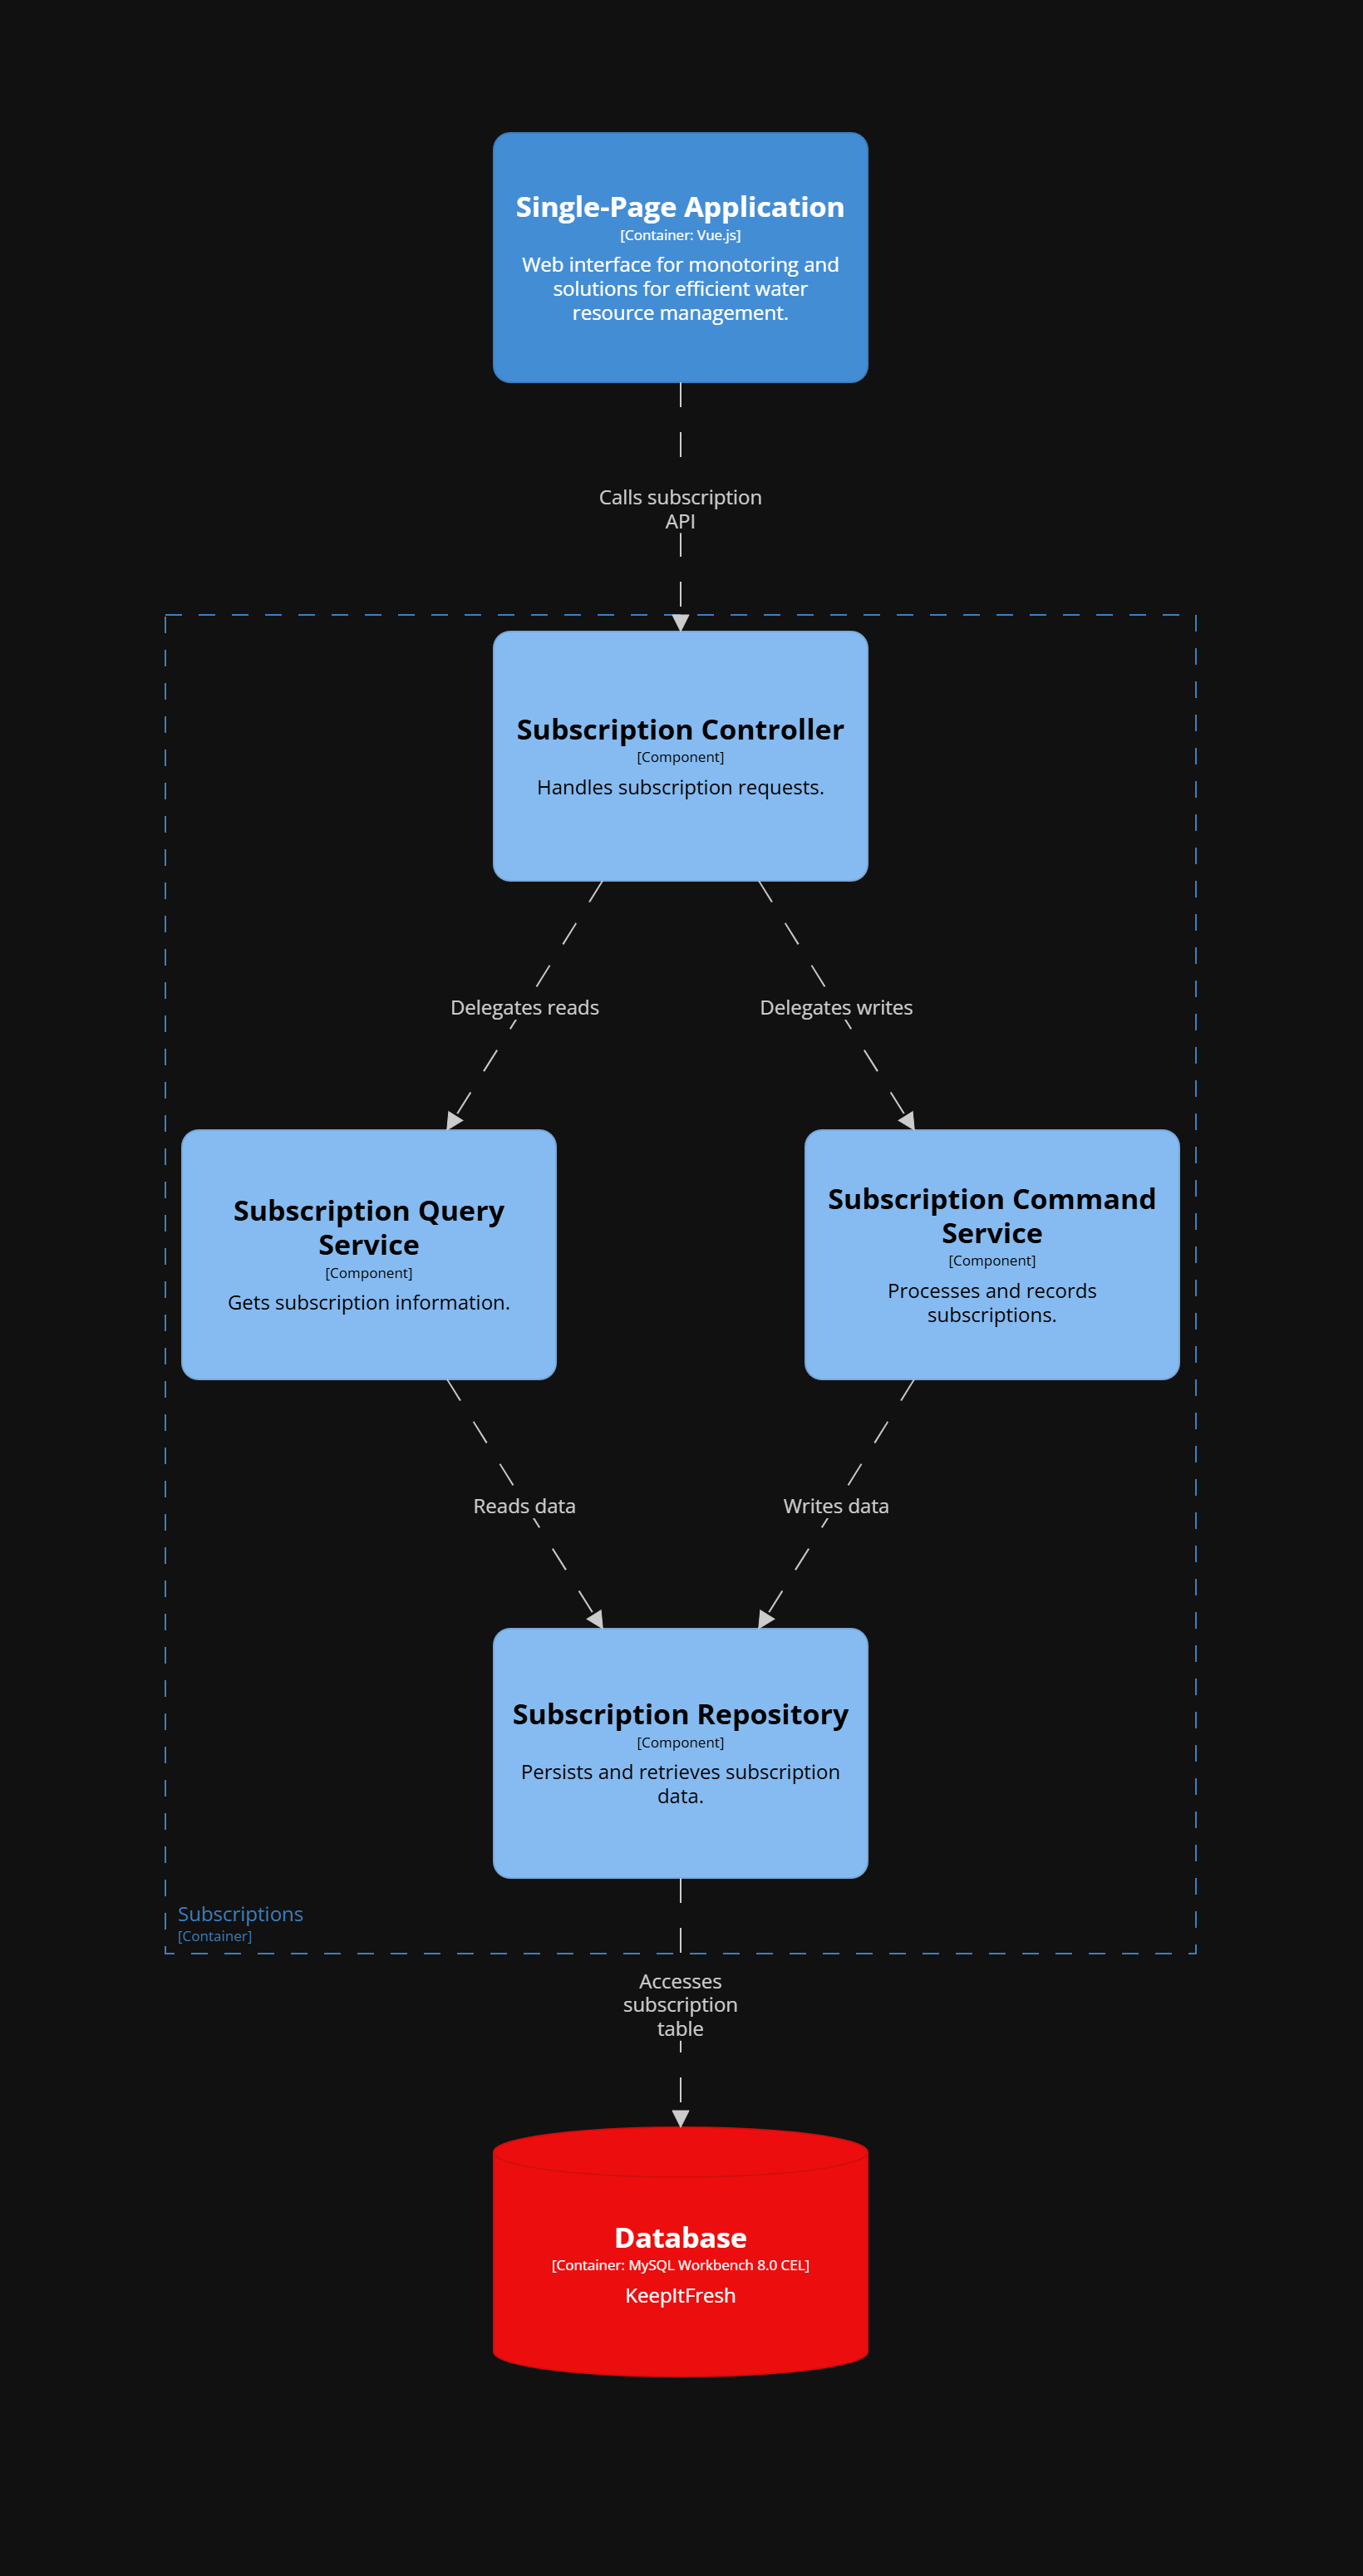 Single-Page Application
[Container: Vue.js]
Web interface for monotoring and
solutions for efficient water
resource management.
Calls subscription
API
Subscription Controller
[Component]
Handles subscription requests.
Delegates reads
Delegates writes
Subscription Query
Service
[Component]
Gets subscription information.
Subscription Command
Service
[Component]
Processes and records
subscriptions.
Reads data
Writes data
Subscription Repository
[Component]
Persists and retrieves subscription
data.
Subscriptions
[Container]
Accesses
subscription
table
Database
[Container: MySQL Workbench 8.0 CEL]
KeepItFresh